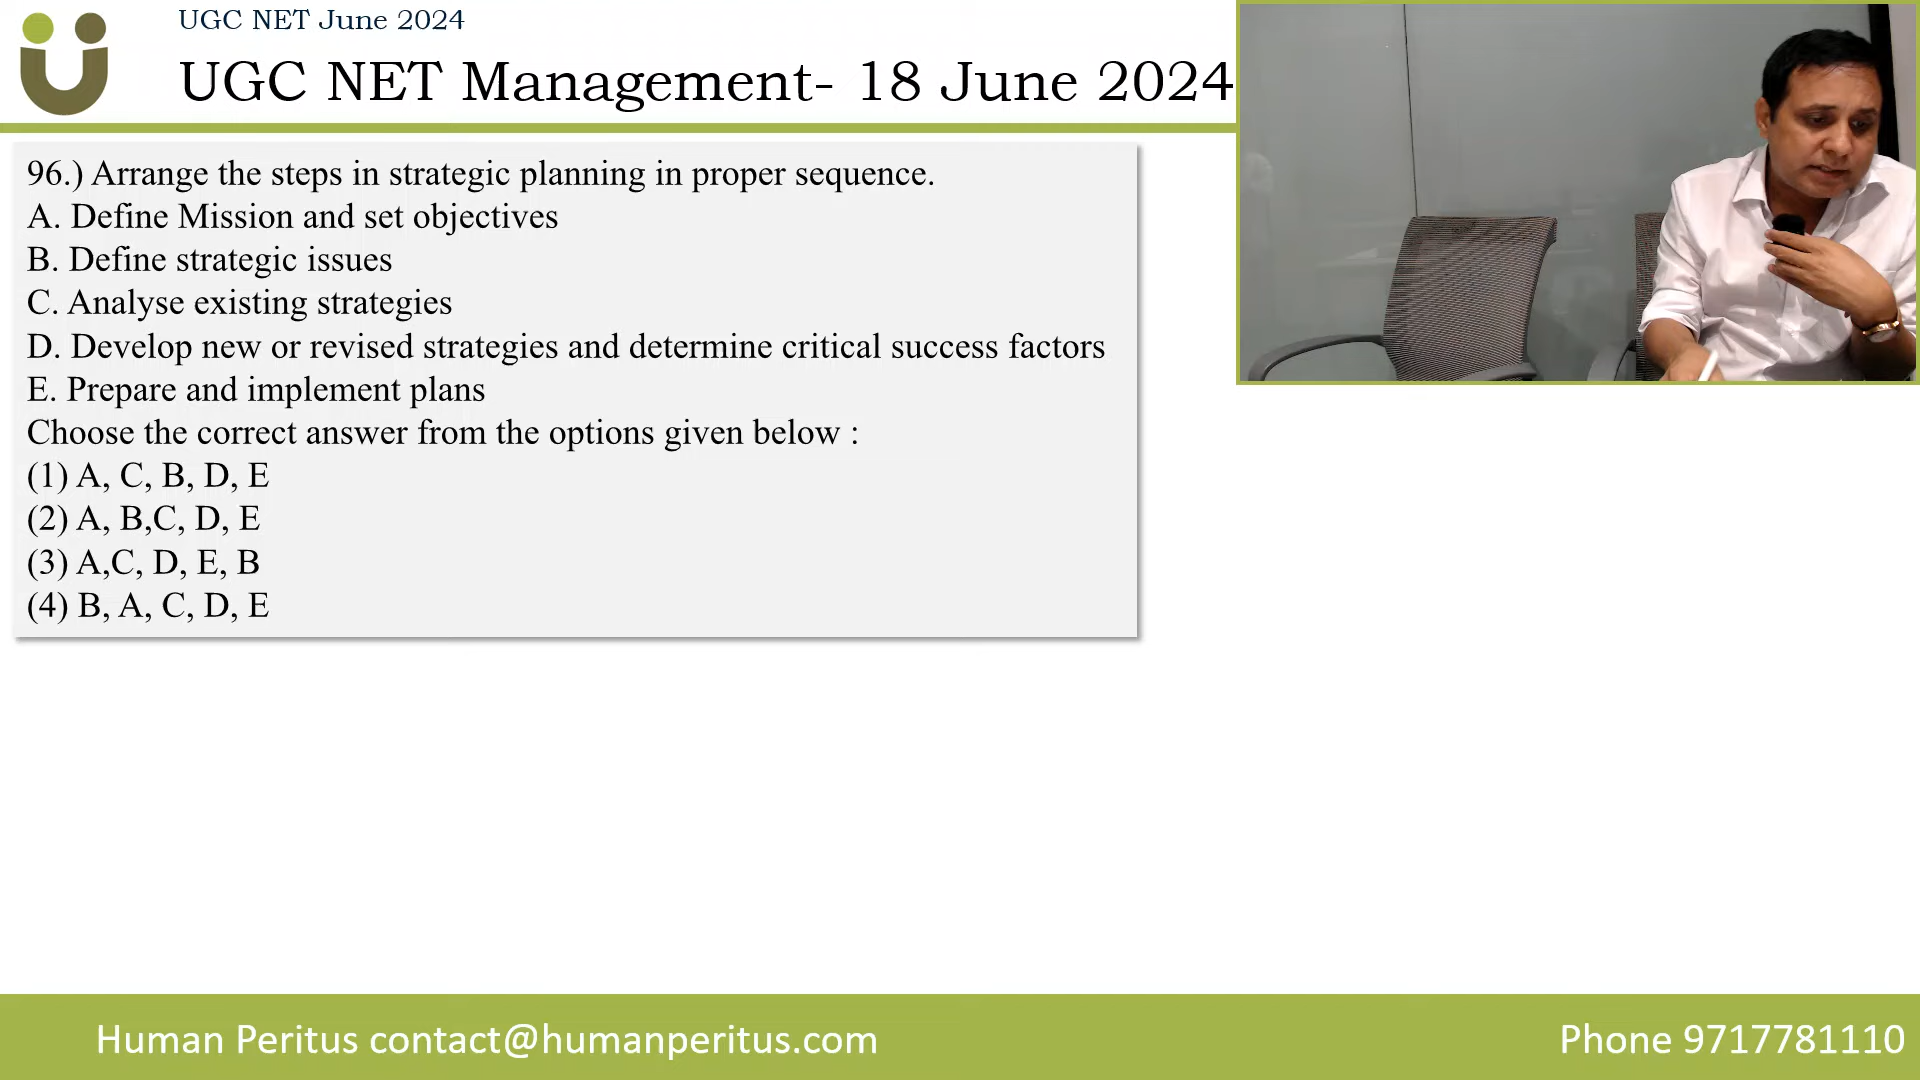 UGC NET June 2024
UGC NET Management- 18 June 2024
96.) Arrange the steps in strategic planning in proper sequence.
A. Define Mission and set objectives
B. Define strategic issues
C. Analyse existing strategies
D. Develop new or revised strategies and determine critical success factors
E. Prepare and implement plans
Choose the correct answer from the options given below :
(1) A, C, B, D, E
(2) A, B,C, D, E
(3) A,C, D, E, B
(4) B, A, C, D, E
Human Peritus contact@humanperitus.com
Phone 9717781110